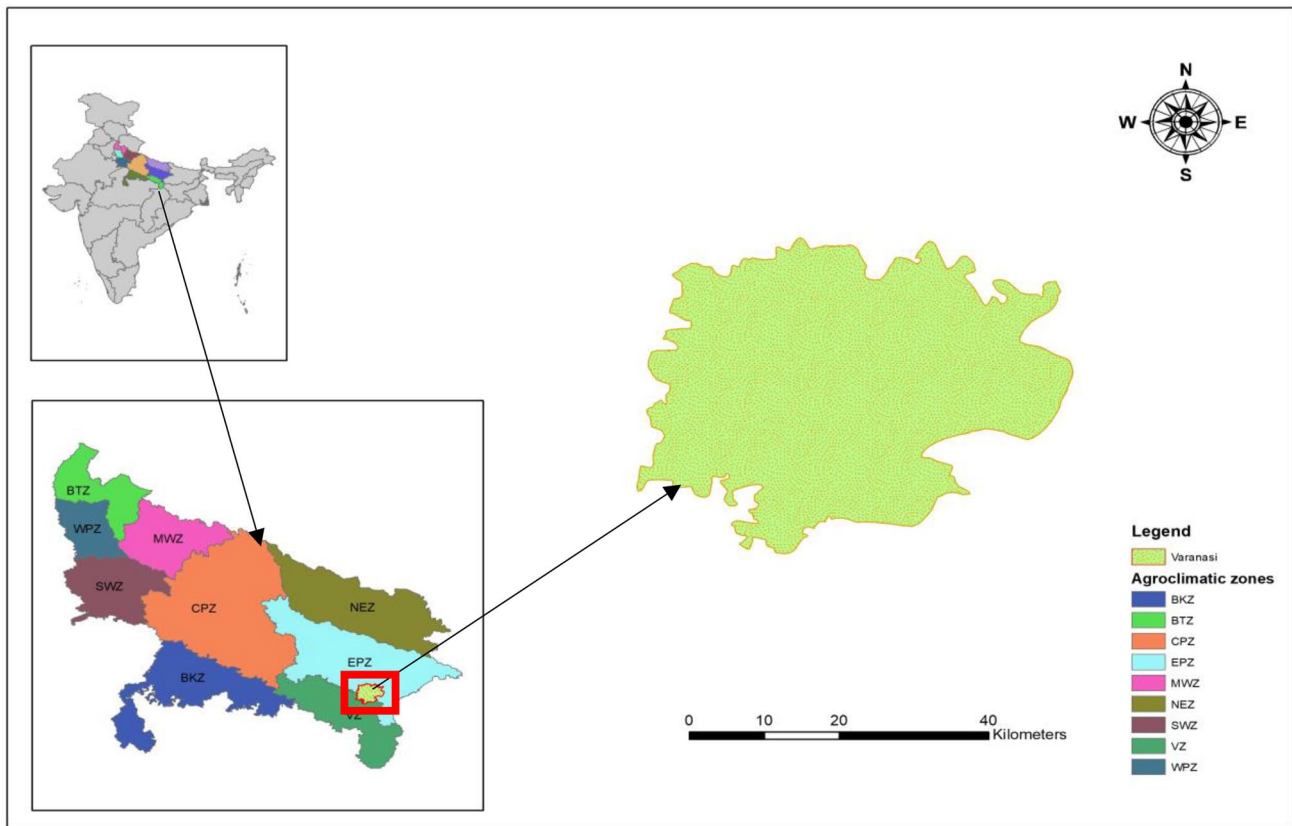 N
W E
S
BTZ
WPZ
MWZ
SWZ
CPZ
NEZ
EPZ
BKZ
VZ
0 10 20 40
Kilometers
Legend
Varanasi
Agroclimatic zones
BKZ
BTZ
CPZ
EPZ
MWZ
NEZ
SWZ
VZ
WPZ